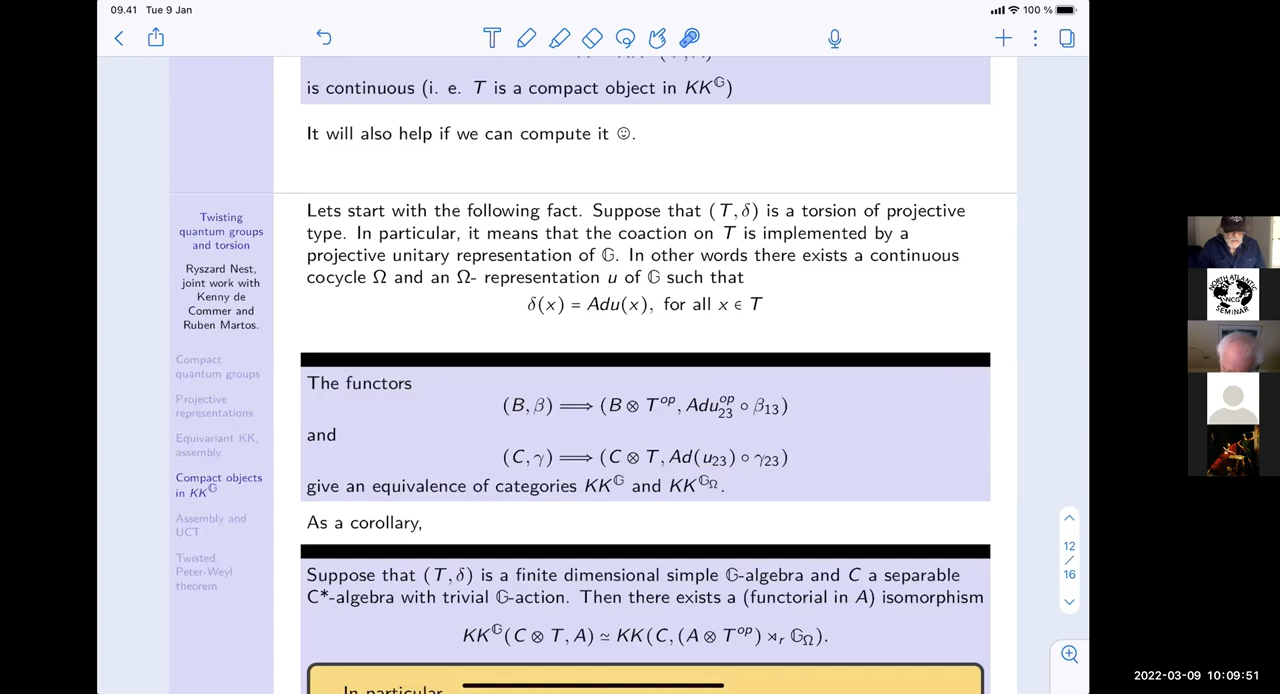 09.41 Tue 9 Jan
100 %
is continuous (i. e. T is a compact object in KK^𝔾)
It will also help if we can compute it ☺.
Twisting
quantum groups
and torsion
Ryszard Nest,
joint work with
Kenny de
Commer and
Ruben Martos.
Compact
quantum groups
Projective
representations
Equivariant KK,
assembly
Compact objects
in KK^𝔾
Assembly and
UCT
Twisted
Peter-Weyl
theorem
Lets start with the following fact. Suppose that (T, δ) is a torsion of projective
type. In particular, it means that the coaction on T is implemented by a
projective unitary representation of 𝔾. In other words there exists a continuous
cocycle Ω and an Ω- representation u of 𝔾 such that
δ(x) = Adu(x), for all x ∈ T
The functors
(B, β) ⟹ (B ⊗ T^op, Adu^op_23 ∘ β_13)
and
(C, γ) ⟹ (C ⊗ T, Ad(u_23) ∘ γ_23)
give an equivalence of categories KK^𝔾 and KK^𝔾_Ω.
As a corollary,
Suppose that (T, δ) is a finite dimensional simple 𝔾-algebra and C a separable
C*-algebra with trivial 𝔾-action. Then there exists a (functorial in A) isomorphism
KK^𝔾(C ⊗ T, A) ≃ KK(C, (A ⊗ T^op) ⋊_r 𝔾_Ω).
In particular
12
/
16
NORTH ATLANTIC
NCG
SEMINAR
2022-03-09 10:09:51